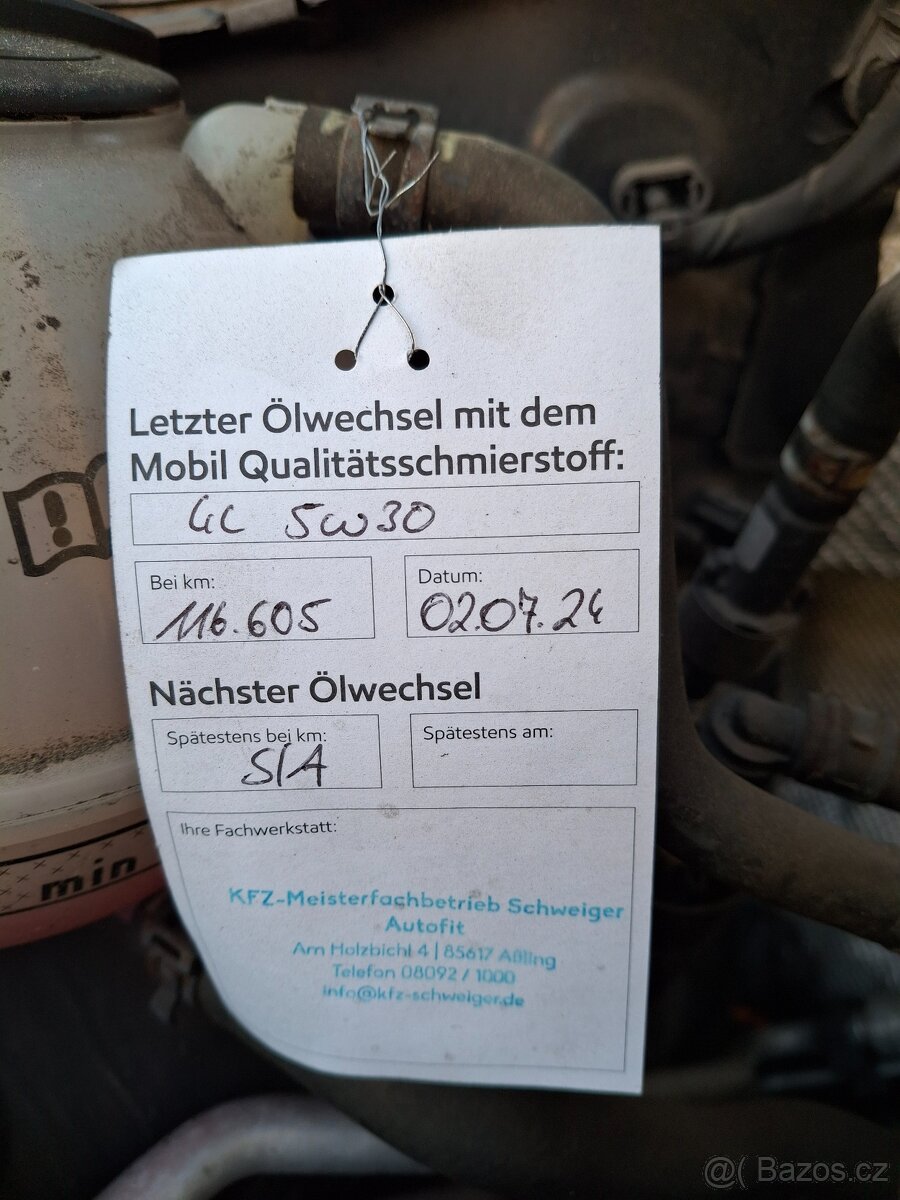 Letzter Ölwechsel mit dem
Mobil Qualitätsschmierstoff:
GC 5W30
Bei km:
116.605
Datum:
02.07.24
Nächster Ölwechsel
Spätestens bei km:
S/A
Spätestens am:
Ihre Fachwerkstatt:
KFZ-Meisterfachbetrieb Schweiger
Autofit
Am Holzbichl 4 | 85617 Aßling
Telefon 08092 / 1000
info@kfz-schweiger.de
min
@( Bazos.cz